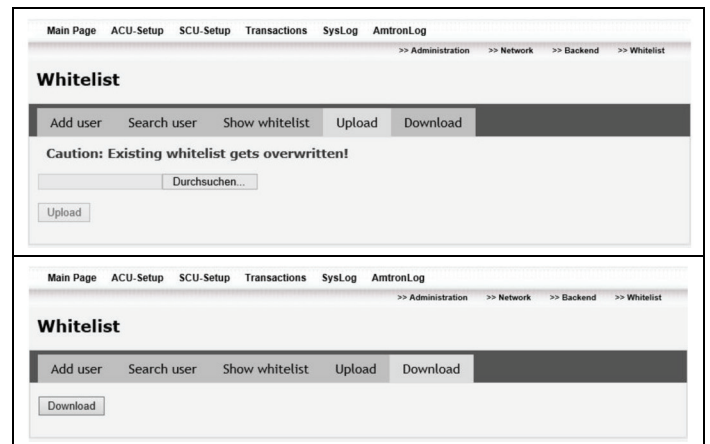 Main Page ACU-Setup SCU-Setup Transactions SysLog AmtronLog
>> Administration >> Network >> Backend >> Whitelist
Whitelist
Add user Search user Show whitelist Upload Download
Caution: Existing whitelist gets overwritten!
Durchsuchen...
Upload
Main Page ACU-Setup SCU-Setup Transactions SysLog AmtronLog
>> Administration >> Network >> Backend >> Whitelist
Whitelist
Add user Search user Show whitelist Upload Download
Download